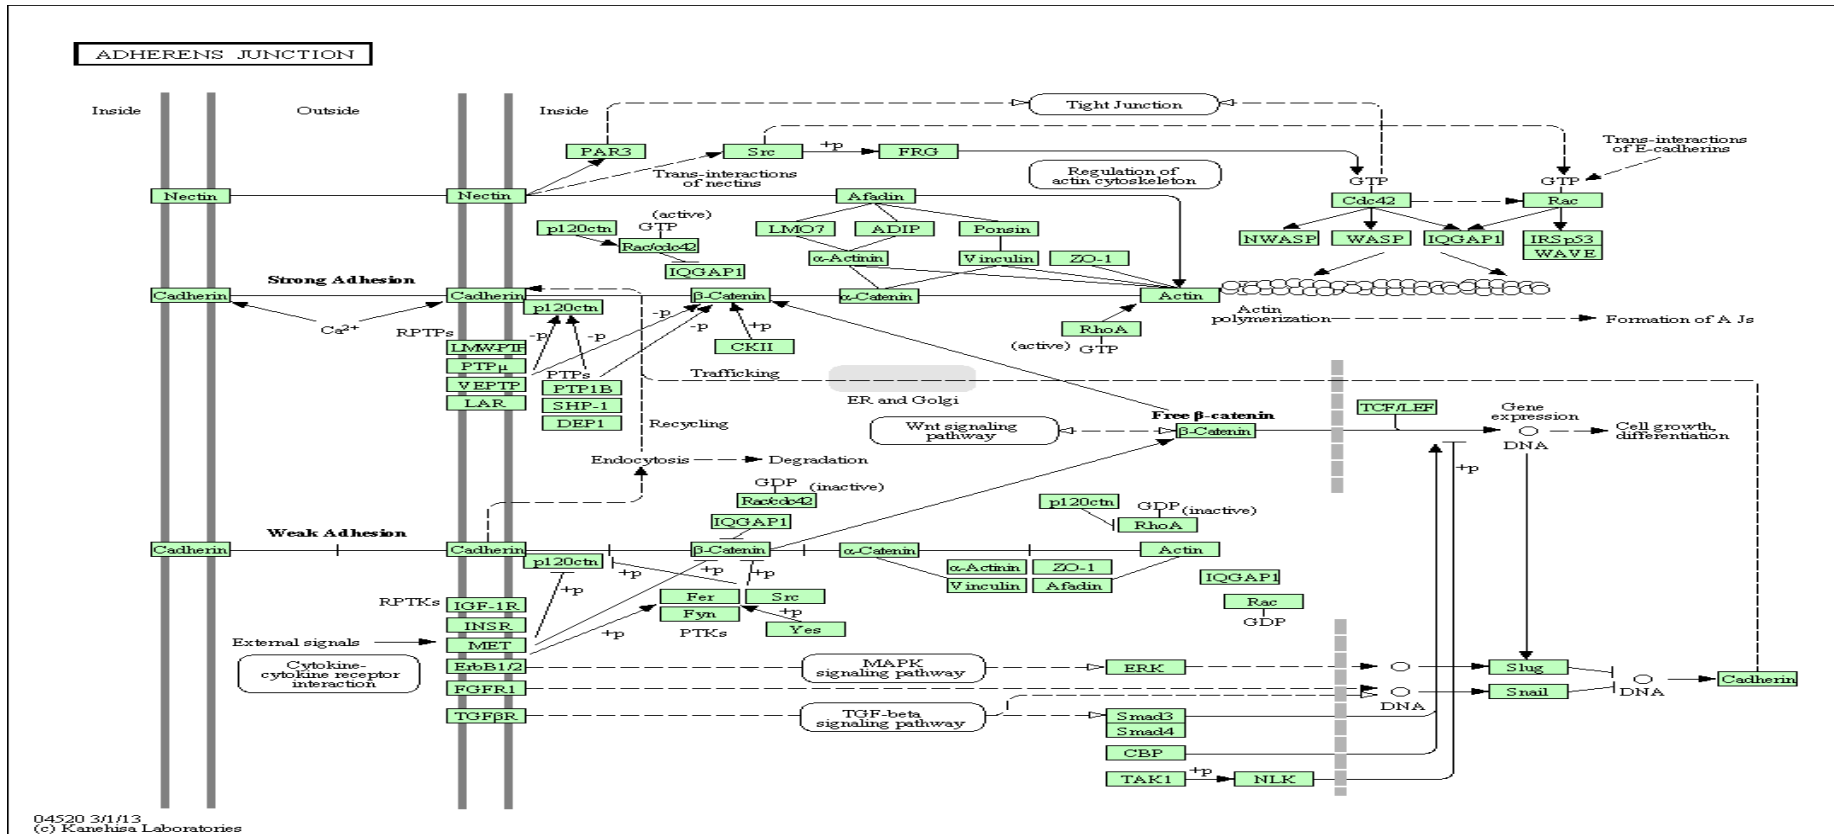 ADHERENS JUNCTION
Inside
Outside
Inside
Tight Junction
PAR3
Src
+p
FRG
Trans-interactions
of E-cadherins
Trans-interactions
of nectins
Regulation of
actin cytoskeleton
GTP
GTP
Nectin
Nectin
Afadin
Cdc42
Rac
(active)
GTP
p120ctn
Rac/cdc42
LMO7
ADIP
Ponsin
NWASP
WASP
IQGAP1
IRSp53
WAVE
IQGAP1
α-Actinin
Vinculin
ZO-1
Strong Adhesion
Cadherin
Cadherin
p120ctn
β-Catenin
α-Catenin
Actin
Ca2+
RPTPs
-p
-p
-p
-p
+p
CKII
RhoA
(active)
GTP
Actin
polymerization
Formation of A Js
LMW-PTP
PTPμ
VEPTP
LAR
PTPs
PTP1B
SHP-1
DEP1
Trafficking
ER and Golgi
Recycling
Wnt signaling
pathway
Free β-catenin
β-Catenin
TCF/LEF
Gene
expression
DNA
Cell growth,
differentiation
+p
Endocytosis
Degradation
GDP
(inactive)
Rac/cdc42
IQGAP1
p120ctn
GDP
(inactive)
RhoA
Weak Adhesion
Cadherin
Cadherin
p120ctn
β-Catenin
α-Catenin
Actin
+p
+p
+p
+p
α-Actinin
ZO-1
Vinculin
Afadin
IQGAP1
Rac
GDP
RPTKs
IGF-1R
INSR
MET
ErbB1/2
FGFR1
TGFβR
Fer
Fyn
PTKs
Src
+p
Yes
+p
External signals
Cytokine-
cytokine receptor
interaction
MAPK
signaling pathway
ERK
Slug
Snail
DNA
DNA
Cadherin
TGF-beta
signaling pathway
Smad3
Smad4
CBP
TAK1
+p
NLK
04520 3/1/13
(c) Kanehisa Laboratories